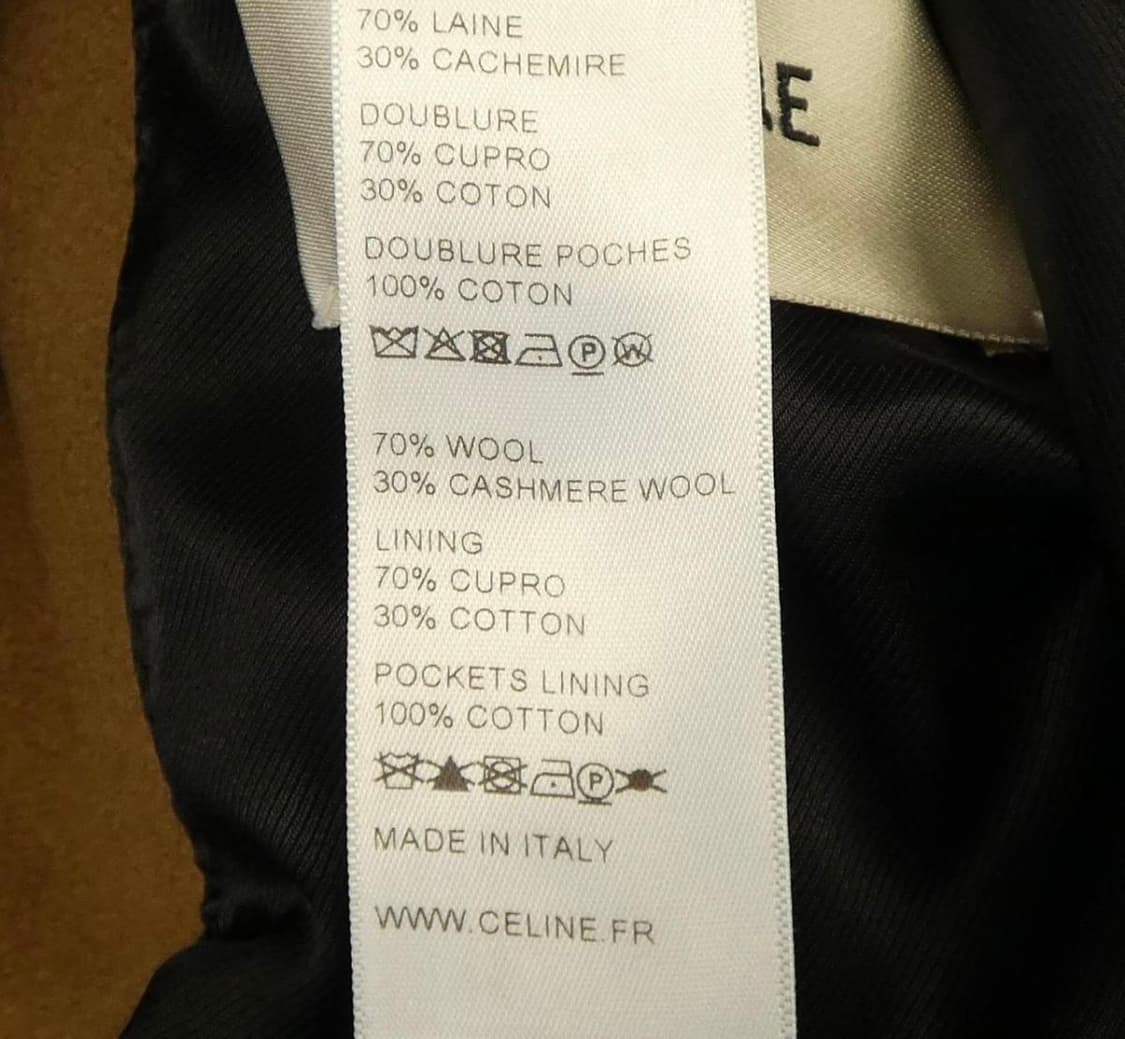 70% LAINE
30% CACHEMIRE
DOUBLURE
70% CUPRO
30% COTON
DOUBLURE POCHES
100% COTON
P W
70% WOOL
30% CASHMERE WOOL
LINING
70% CUPRO
30% COTTON
POCKETS LINING
100% COTTON
P
MADE IN ITALY
WWW.CELINE.FR